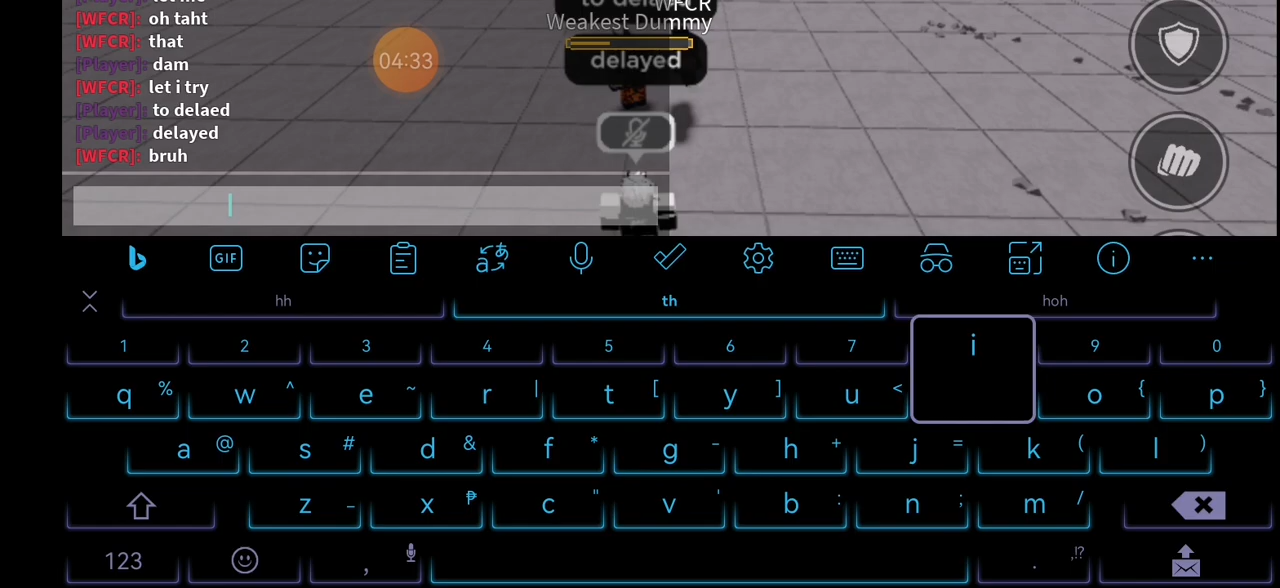 [WFCR]: oh taht
[WFCR]: that
[Player]: dam
[WFCR]: let i try
[Player]: to delaed
[Player]: delayed
[WFCR]: bruh
04:33
WFCR
Weakest Dummy
delayed
GIF
hh th hoh
1 2 3 4 5 6 7 i 9 0
q % w ^ e ~ r | t [ y ] u < o { p }
a @ s # d & f * g - h + j = k ( l )
z _ x ₱ c " v ' b : n ; m /
123 , . ,!?